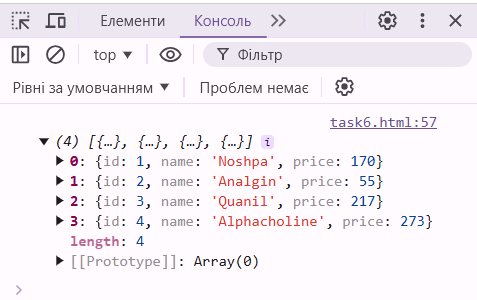 Елементи Консоль
top Фільтр
Рівні за умовчанням Проблем немає
task6.html:57
(4) [{…}, {…}, {…}, {…}] i
0: {id: 1, name: 'Noshpa', price: 170}
1: {id: 2, name: 'Analgin', price: 55}
2: {id: 3, name: 'Quanil', price: 217}
3: {id: 4, name: 'Alphacholine', price: 273}
length: 4
[[Prototype]]: Array(0)